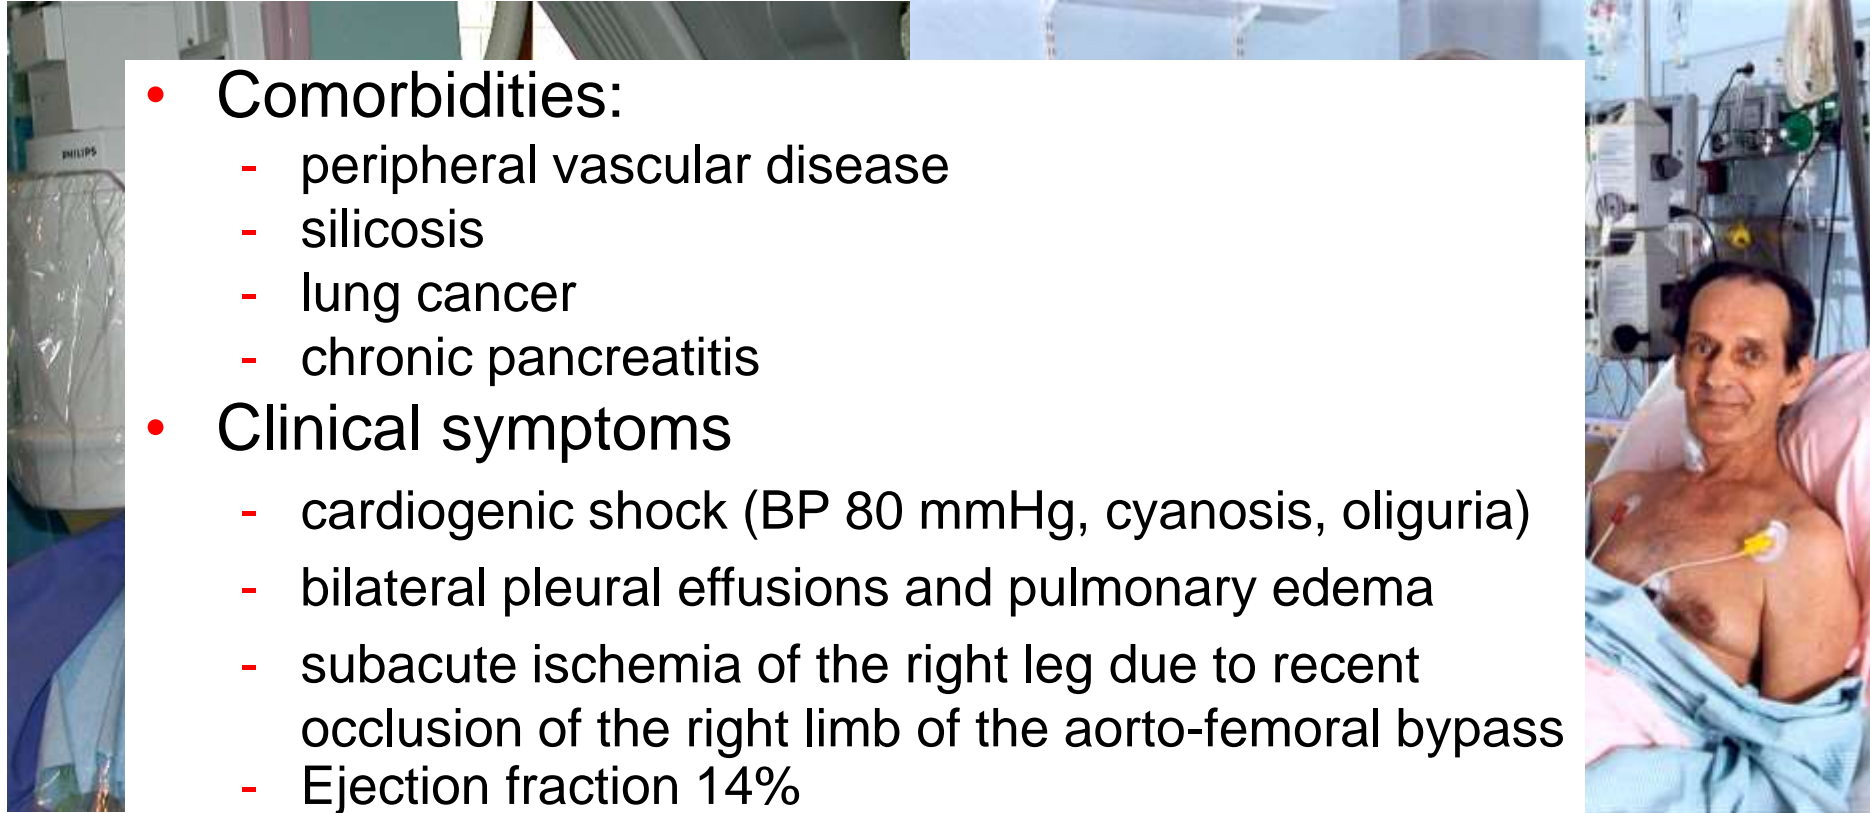 PHILIPS
• Comorbidities:
- peripheral vascular disease
- silicosis
- lung cancer
- chronic pancreatitis
• Clinical symptoms
- cardiogenic shock (BP 80 mmHg, cyanosis, oliguria)
- bilateral pleural effusions and pulmonary edema
- subacute ischemia of the right leg due to recent
occlusion of the right limb of the aorto-femoral bypass
- Ejection fraction 14%